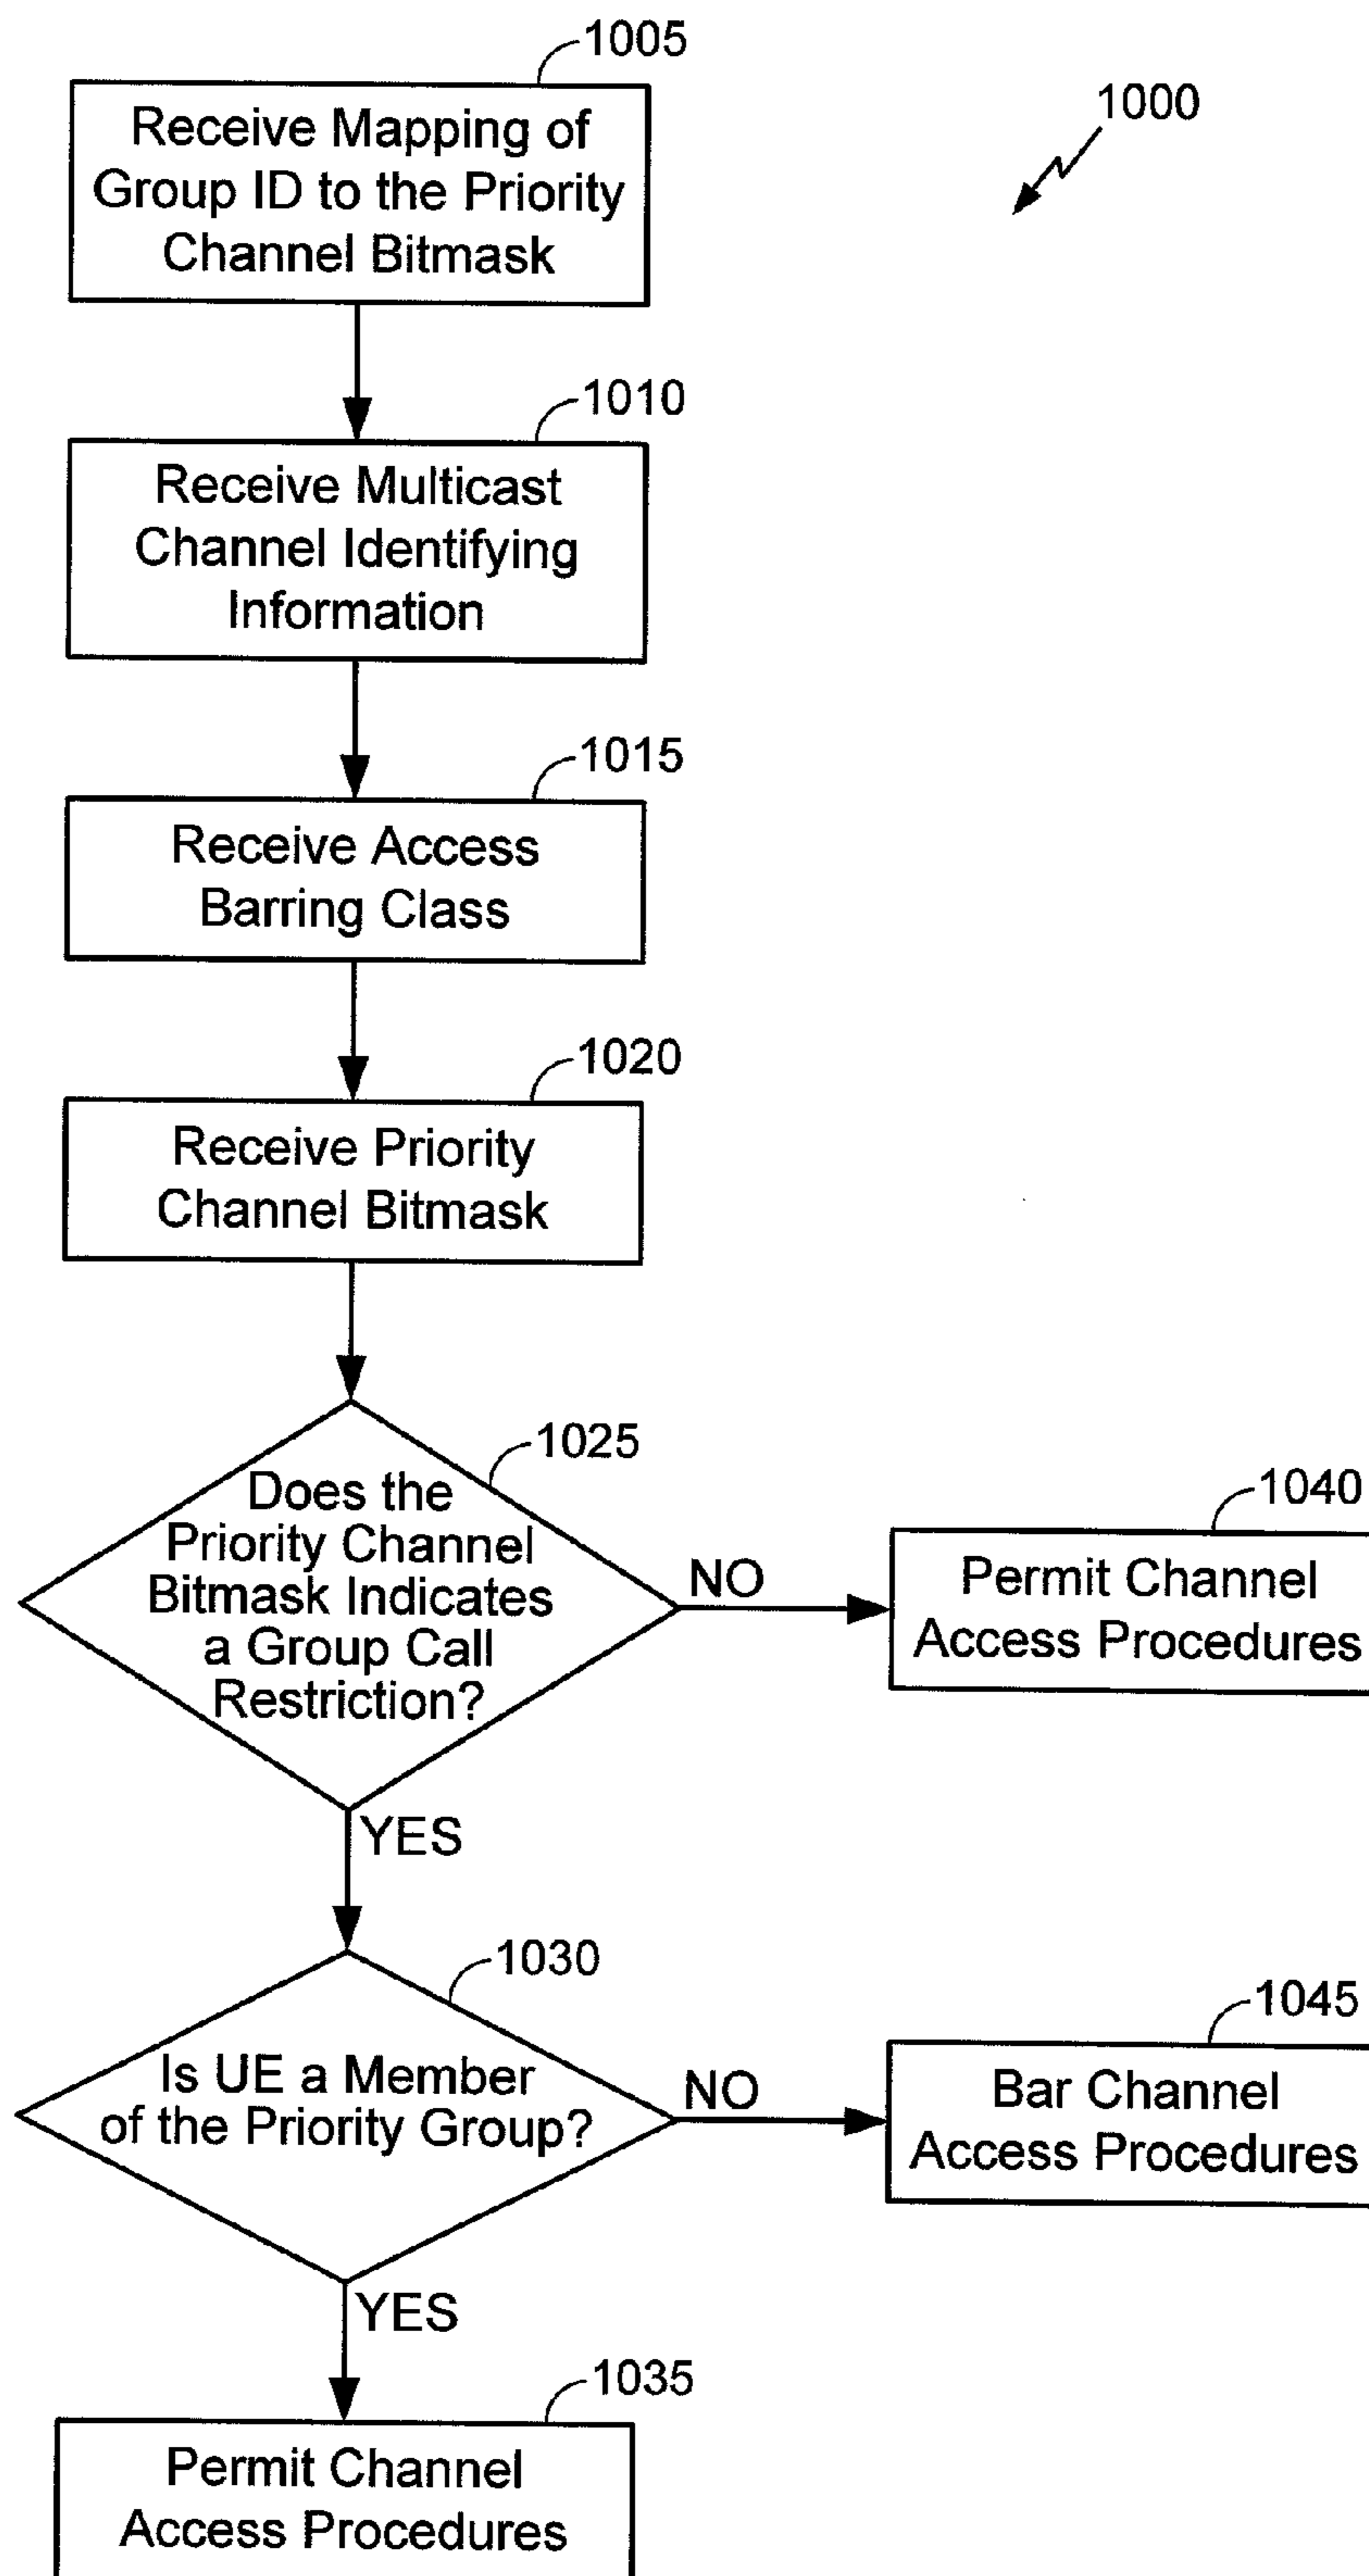 1005
1000
Receive Mapping of
Group ID to the Priority
Channel Bitmask
1010
Receive Multicast
Channel Identifying
Information
1015
Receive Access
Barring Class
1020
Receive Priority
Channel Bitmask
1025
Does the
Priority Channel
Bitmask Indicates
a Group Call
Restriction?
NO
1040
Permit Channel
Access Procedures
YES
1030
Is UE a Member
of the Priority Group?
NO
1045
Bar Channel
Access Procedures
YES
1035
Permit Channel
Access Procedures